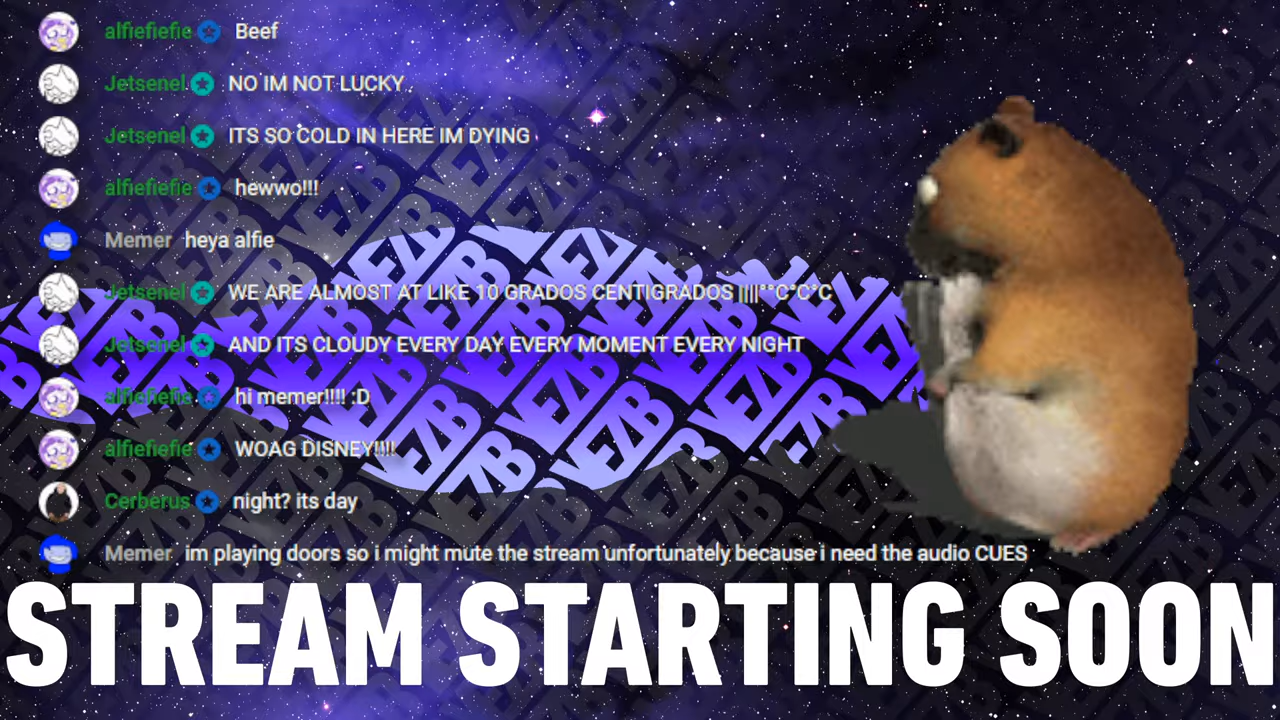 alfiefiefie Beef
Jetsenel NO IM NOT LUCKY
Jetsenel ITS SO COLD IN HERE IM DYING
alfiefiefie hewwo!!!
Memer heya alfie
Jetsenel WE ARE ALMOST AT LIKE 10 GRADOS CENTIGRADOS ||||°°C°C°C
Jetsenel AND ITS CLOUDY EVERY DAY EVERY MOMENT EVERY NIGHT
alfiefiefie hi memer!!!! :D
alfiefiefie WOAG DISNEY!!!!
Cerberus night? its day
Memer im playing doors so i might mute the stream unfortunately because i need the audio CUES
STREAM STARTING SOON